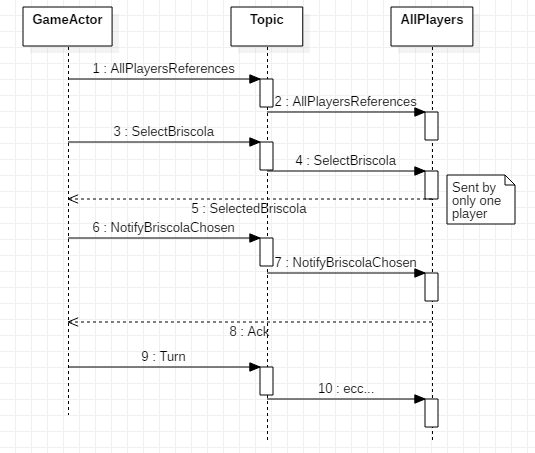 GameActor
Topic
AllPlayers
1 : AllPlayersReferences
2 : AllPlayersReferences
3 : SelectBriscola
4 : SelectBriscola
Sent by
only one
player
5 : SelectedBriscola
6 : NotifyBriscolaChosen
7 : NotifyBriscolaChosen
8 : Ack
9 : Turn
10 : ecc...